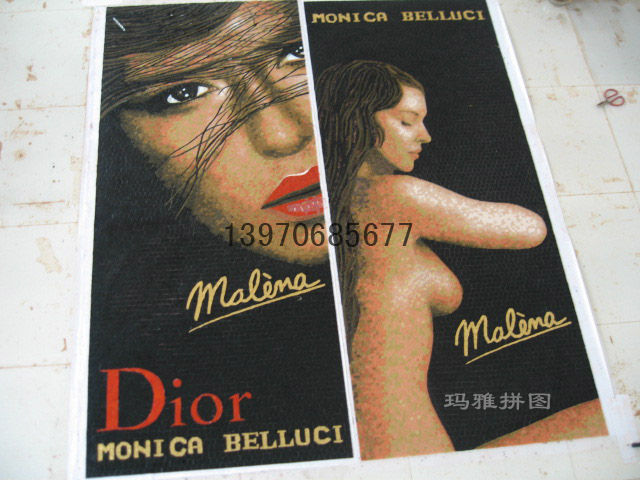 MONICA BELLUCI
13970685677
Malèna
Malèna
Dior
玛雅拼图
MONICA BELLUCI